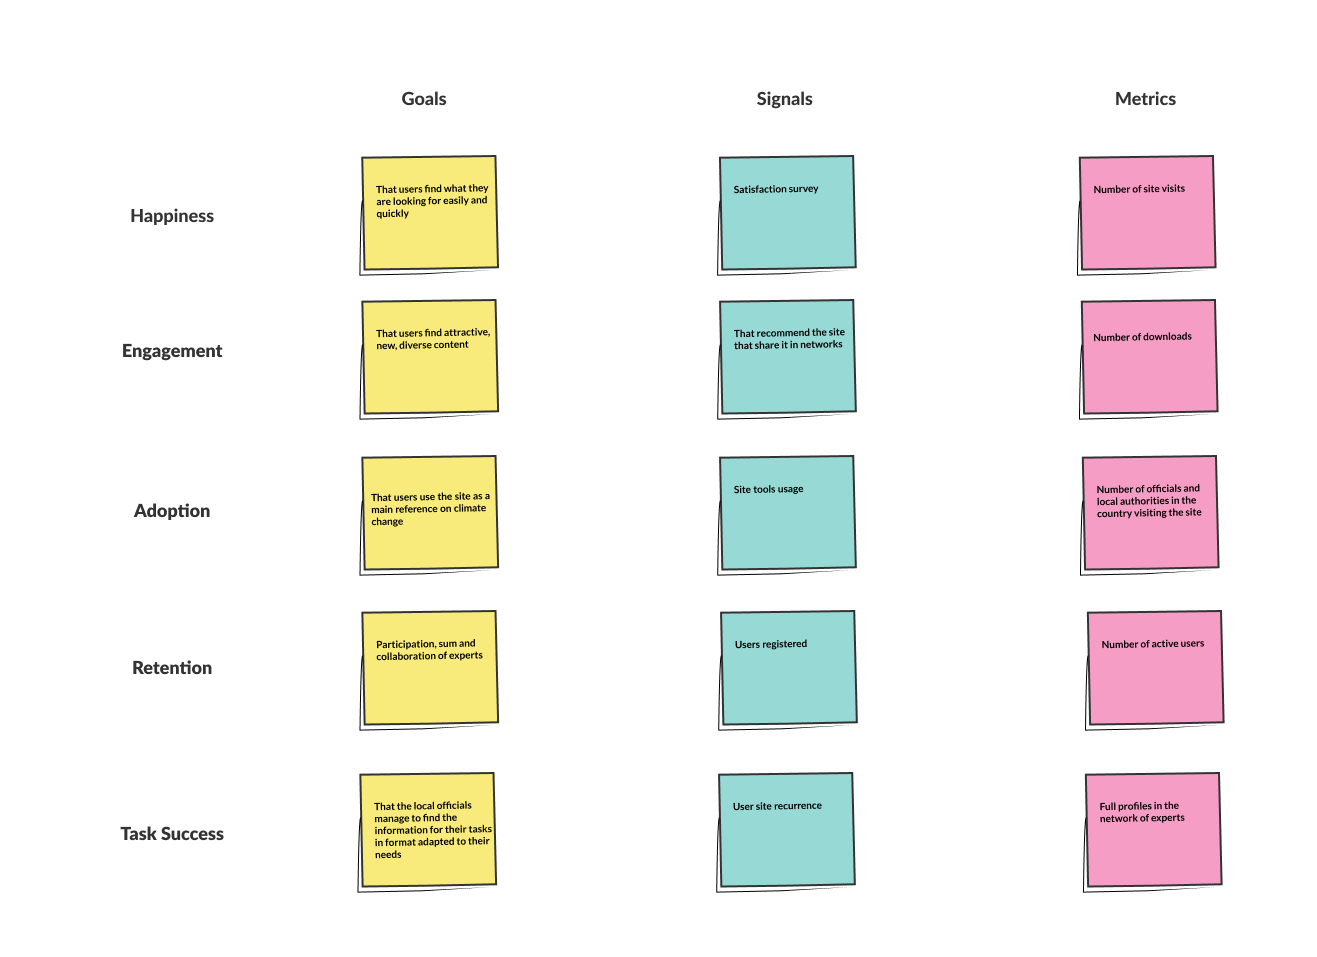 Goals
Signals
Metrics
Happiness
That users find what they
are looking for easily and
quickly
Satisfaction survey
Number of site visits
Engagement
That users find attractive,
new, diverse content
That recommend the site
that share it in networks
Number of downloads
Adoption
That users use the site as a
main reference on climate
change
Site tools usage
Number of officials and
local authorities in the
country visiting the site
Retention
Participation, sum and
collaboration of experts
Users registered
Number of active users
Task Success
That the local officials
manage to find the
information for their tasks
in format adapted to their
needs
User site recurrence
Full profiles in the
network of experts